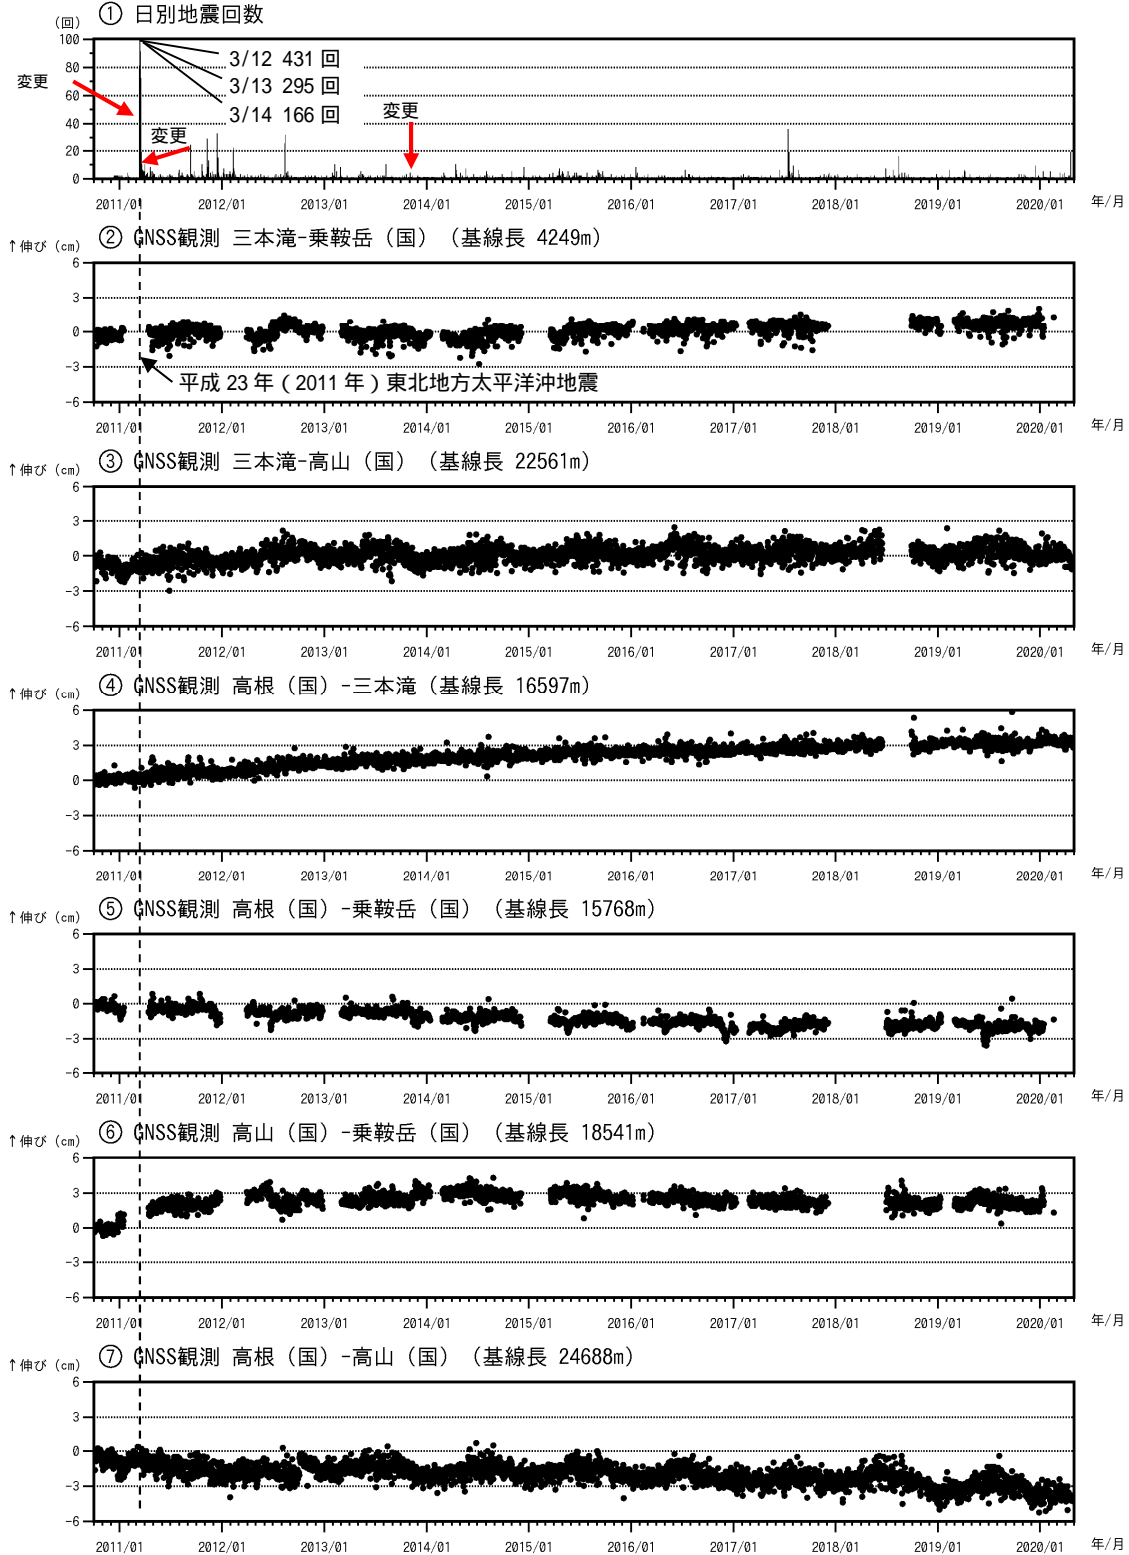 (回) ① 日別地震回数
100
80
60
40
20
0
変更
変更
変更
3/12 431 回
3/13 295 回
3/14 166 回
2011/01 2012/01 2013/01 2014/01 2015/01 2016/01 2017/01 2018/01 2019/01 2020/01 年/月
↑伸び (cm) ② GNSS観測 三本滝-乗鞍岳（国）（基線長 4249m）
6
3
0
-3
-6
平成 23 年 ( 2011 年 ) 東北地方太平洋沖地震
2011/01 2012/01 2013/01 2014/01 2015/01 2016/01 2017/01 2018/01 2019/01 2020/01 年/月
↑伸び (cm) ③ GNSS観測 三本滝-高山（国）（基線長 22561m）
6
3
0
-3
-6
2011/01 2012/01 2013/01 2014/01 2015/01 2016/01 2017/01 2018/01 2019/01 2020/01 年/月
↑伸び (cm) ④ GNSS観測 高根（国）-三本滝（基線長 16597m）
6
3
0
-3
-6
2011/01 2012/01 2013/01 2014/01 2015/01 2016/01 2017/01 2018/01 2019/01 2020/01 年/月
↑伸び (cm) ⑤ GNSS観測 高根（国）-乗鞍岳（国）（基線長 15768m）
6
3
0
-3
-6
2011/01 2012/01 2013/01 2014/01 2015/01 2016/01 2017/01 2018/01 2019/01 2020/01 年/月
↑伸び (cm) ⑥ GNSS観測 高山（国）-乗鞍岳（国）（基線長 18541m）
6
3
0
-3
-6
2011/01 2012/01 2013/01 2014/01 2015/01 2016/01 2017/01 2018/01 2019/01 2020/01 年/月
↑伸び (cm) ⑦ GNSS観測 高根（国）-高山（国）（基線長 24688m）
6
3
0
-3
-6
2011/01 2012/01 2013/01 2014/01 2015/01 2016/01 2017/01 2018/01 2019/01 2020/01 年/月